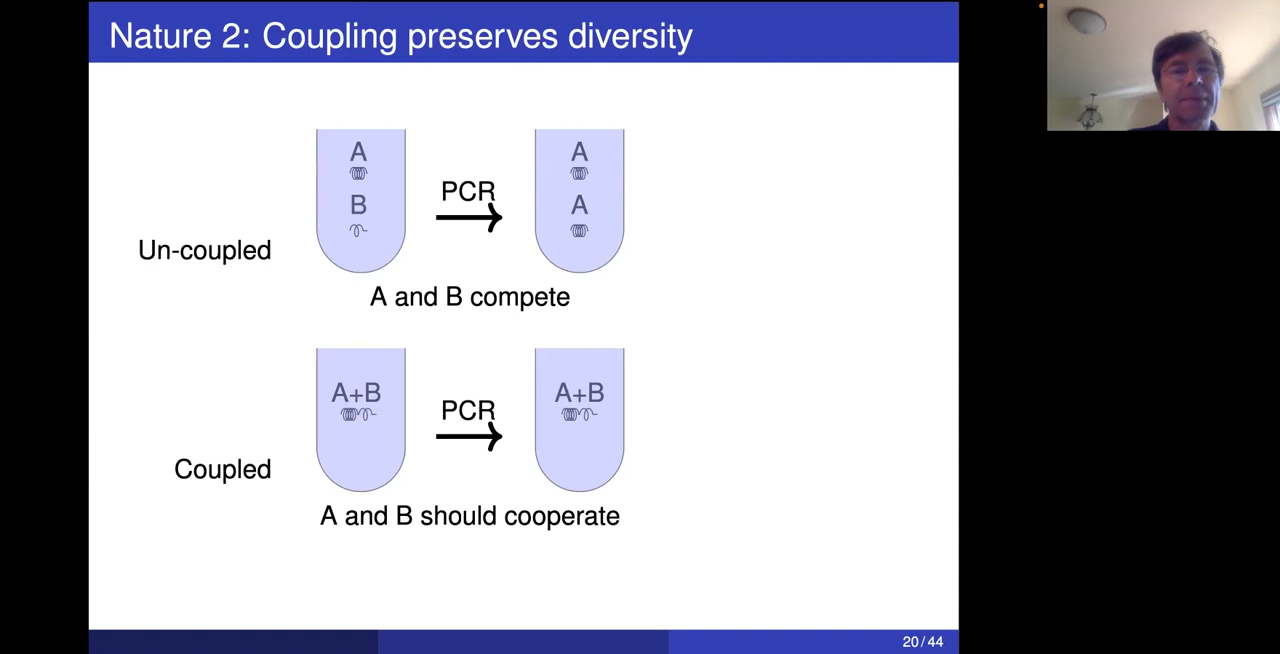 Nature 2: Coupling preserves diversity
Un-coupled
A
B
PCR
A
A
A and B compete
Coupled
A+B
PCR
A+B
A and B should cooperate
20 / 44